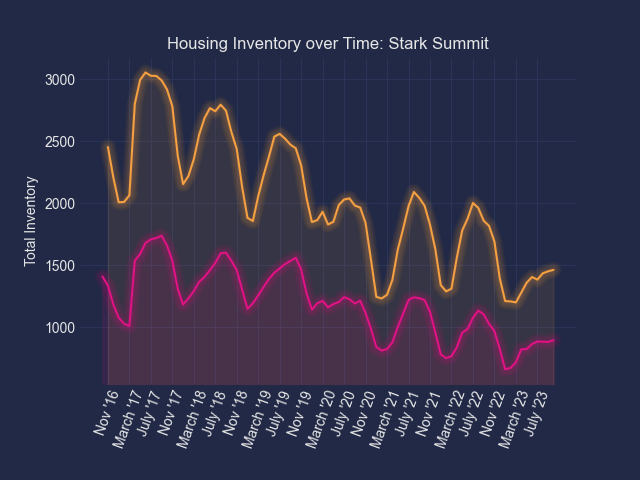 Housing Inventory over Time: Stark Summit
Total Inventory
3000
2500
2000
1500
1000
Nov '16
March '17
July '17
Nov '17
March '18
July '18
Nov '18
March '19
July '19
Nov '19
March '20
July '20
Nov '20
March '21
July '21
Nov '21
March '22
July '22
Nov '22
March '23
July '23